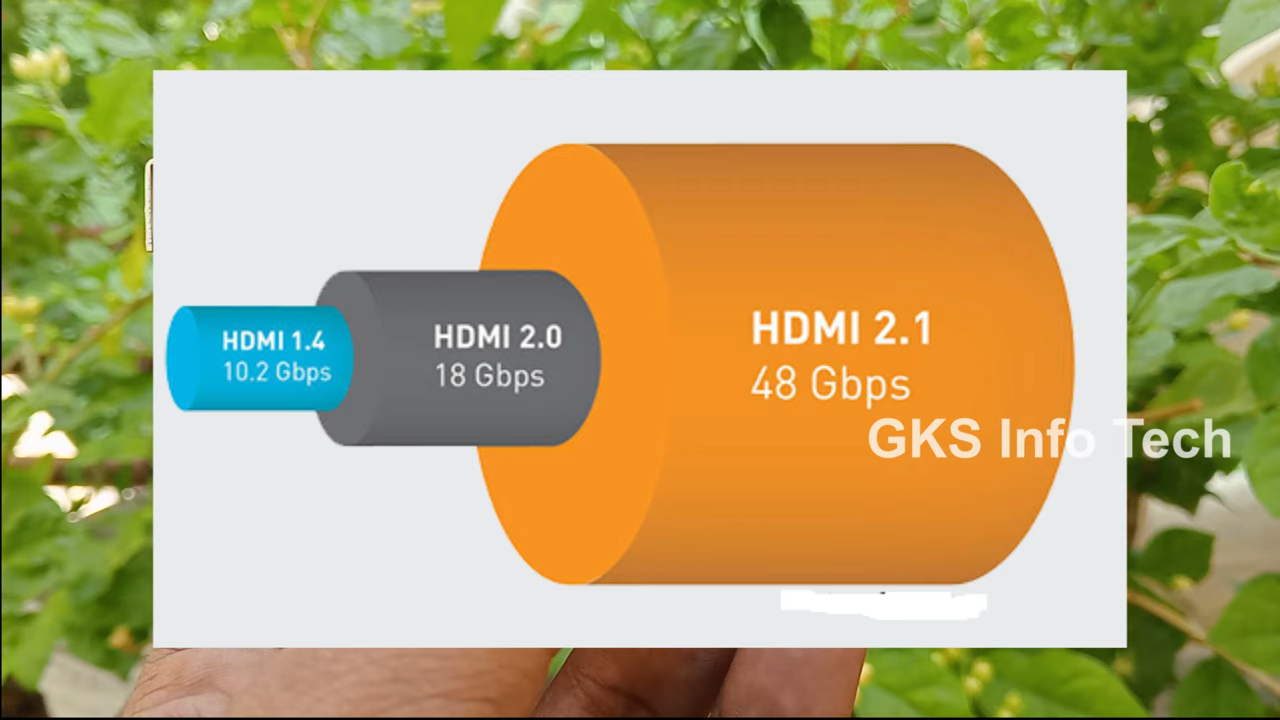 HDMI 1.4
10.2 Gbps
HDMI 2.0
18 Gbps
HDMI 2.1
48 Gbps
GKS Info Tech